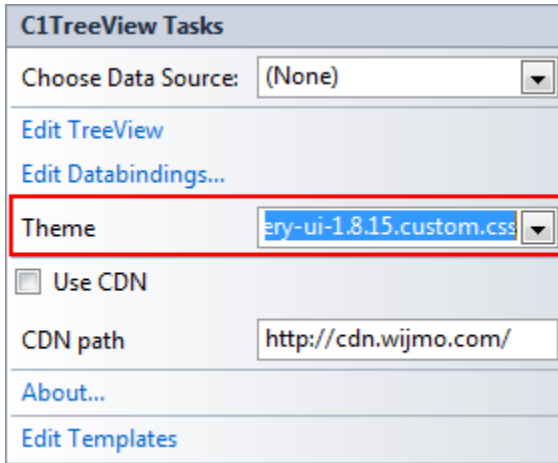 C1TreeView Tasks
Choose Data Source: (None)
Edit TreeView
Edit Databindings...
Theme ery-ui-1.8.15.custom.css
Use CDN
CDN path http://cdn.wijmo.com/
About...
Edit Templates